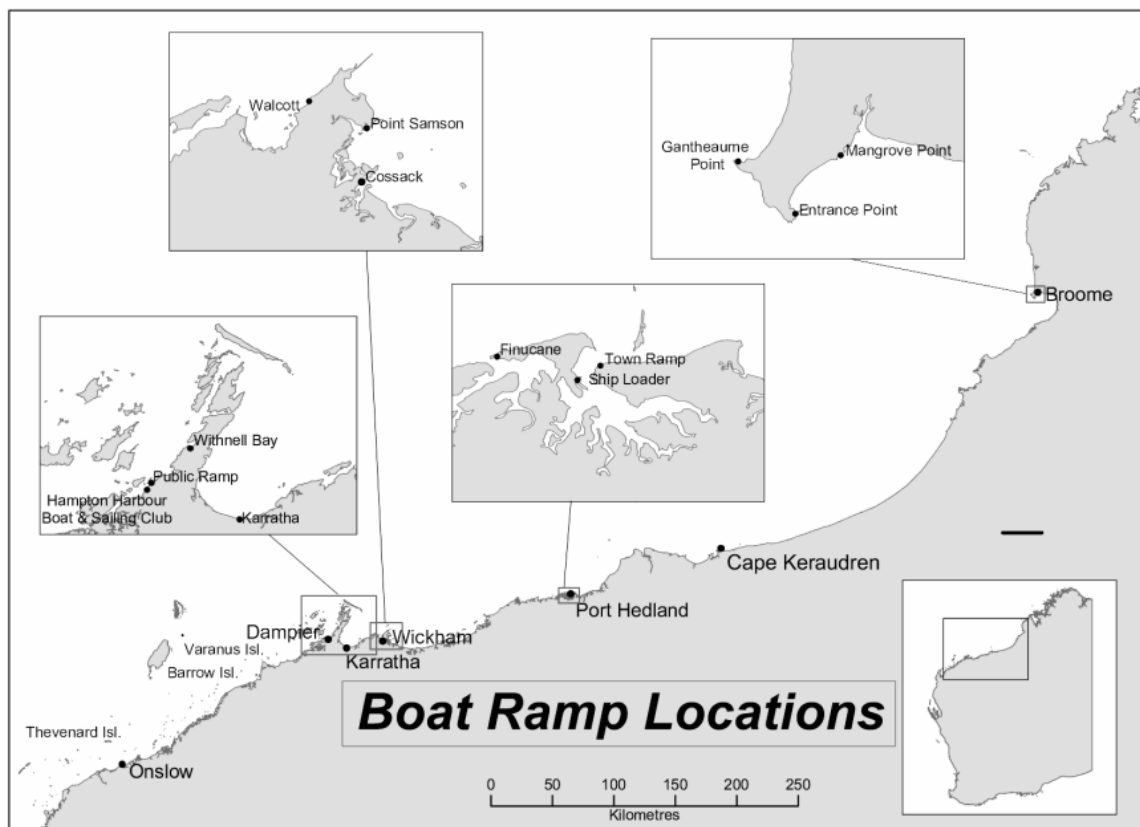 Walcott
Point Samson
Cossack
Gantheaume
Point
Mangrove Point
Entrance Point
Broome
Finucane
Town Ramp
Ship Loader
Withnell Bay
Public Ramp
Hampton Harbour
Boat & Sailing Club
Karratha
Cape Keraudren
Port Hedland
Dampier
Wickham
Karratha
Varanus Isl.
Barrow Isl.
Thevenard Isl.
Onslow
Boat Ramp Locations
0 50 100 150 200 250
Kilometres